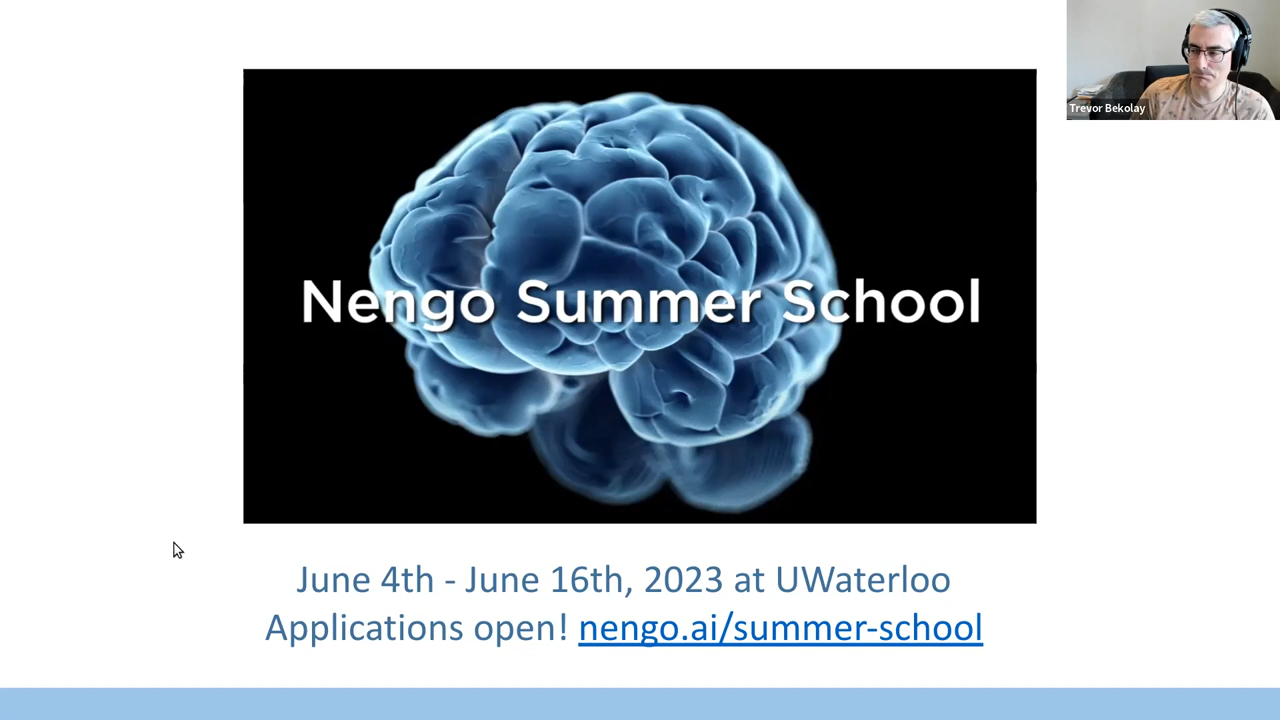 Trevor Bekolay
Nengo Summer School
June 4th - June 16th, 2023 at UWaterloo
Applications open! nengo.ai/summer-school